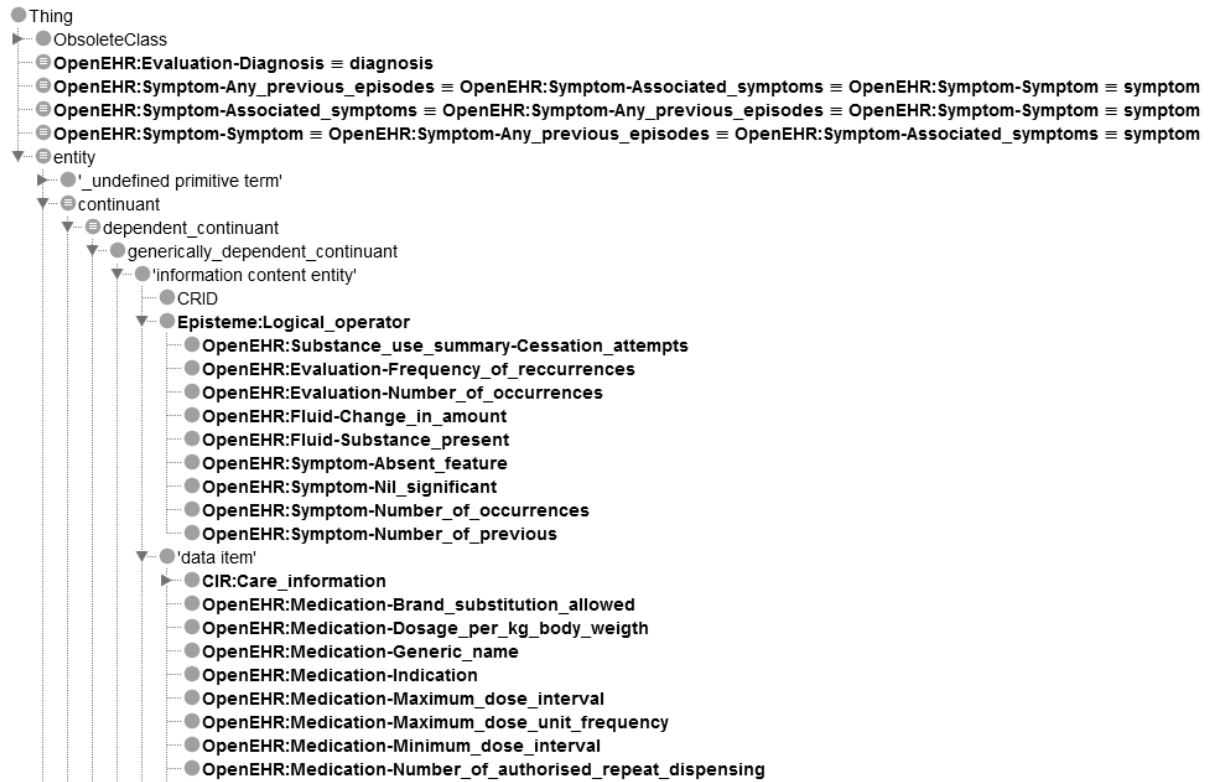 Thing
ObsoleteClass
OpenEHR:Evaluation-Diagnosis ≡ diagnosis
OpenEHR:Symptom-Any_previous_episodes ≡ OpenEHR:Symptom-Associated_symptoms ≡ OpenEHR:Symptom-Symptom ≡ symptom
OpenEHR:Symptom-Associated_symptoms ≡ OpenEHR:Symptom-Any_previous_episodes ≡ OpenEHR:Symptom-Symptom ≡ symptom
OpenEHR:Symptom-Symptom ≡ OpenEHR:Symptom-Any_previous_episodes ≡ OpenEHR:Symptom-Associated_symptoms ≡ symptom
entity
'_undefined primitive term'
continuant
dependent_continuant
generically_dependent_continuant
'information content entity'
CRID
Episteme:Logical_operator
OpenEHR:Substance_use_summary-Cessation_attempts
OpenEHR:Evaluation-Frequency_of_reccurrences
OpenEHR:Evaluation-Number_of_occurrences
OpenEHR:Fluid-Change_in_amount
OpenEHR:Fluid-Substance_present
OpenEHR:Symptom-Absent_feature
OpenEHR:Symptom-Nil_significant
OpenEHR:Symptom-Number_of_occurrences
OpenEHR:Symptom-Number_of_previous
'data item'
CIR:Care_information
OpenEHR:Medication-Brand_substitution_allowed
OpenEHR:Medication-Dosage_per_kg_body_weigth
OpenEHR:Medication-Generic_name
OpenEHR:Medication-Indication
OpenEHR:Medication-Maximum_dose_interval
OpenEHR:Medication-Maximum_dose_unit_frequency
OpenEHR:Medication-Minimum_dose_interval
OpenEHR:Medication-Number_of_authorised_repeat_dispensing